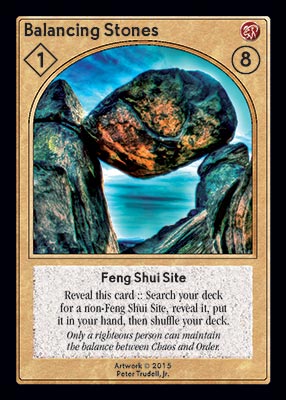 Balancing Stones
1
8
Feng Shui Site
Reveal this card :: Search your deck
for a non-Feng Shui Site, reveal it, put
it in your hand, then shuffle your deck.
Only a righteous person can maintain
the balance between Chaos and Order.
Artwork © 2015
Peter Trudell, Jr.